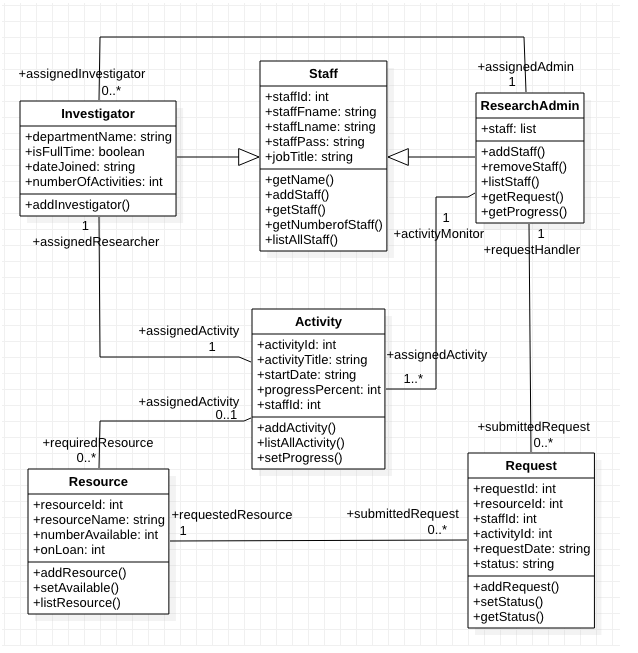 +assignedInvestigator
0..*
+assignedAdmin
1
Staff
+staffId: int
+staffFname: string
+staffLname: string
+staffPass: string
+jobTitle: string
+getName()
+addStaff()
+getStaff()
+getNumberofStaff()
+listAllStaff()
Investigator
+departmentName: string
+isFullTime: boolean
+dateJoined: string
+numberOfActivities: int
+addInvestigator()
ResearchAdmin
+staff: list
+addStaff()
+removeStaff()
+listStaff()
+getRequest()
+getProgress()
1
+assignedResearcher
1
+activityMonitor
1
+requestHandler
+assignedActivity
1
Activity
+activityId: int
+activityTitle: string
+startDate: string
+progressPercent: int
+staffId: int
+addActivity()
+listAllActivity()
+setProgress()
+assignedActivity
1..*
+assignedActivity
0..1
+requiredResource
0..*
+submittedRequest
0..*
Resource
+resourceId: int
+resourceName: string
+numberAvailable: int
+onLoan: int
+addResource()
+setAvailable()
+listResource()
+requestedResource
1
+submittedRequest
0..*
Request
+requestId: int
+resourceId: int
+staffId: int
+activityId: int
+requestDate: string
+status: string
+addRequest()
+setStatus()
+getStatus()